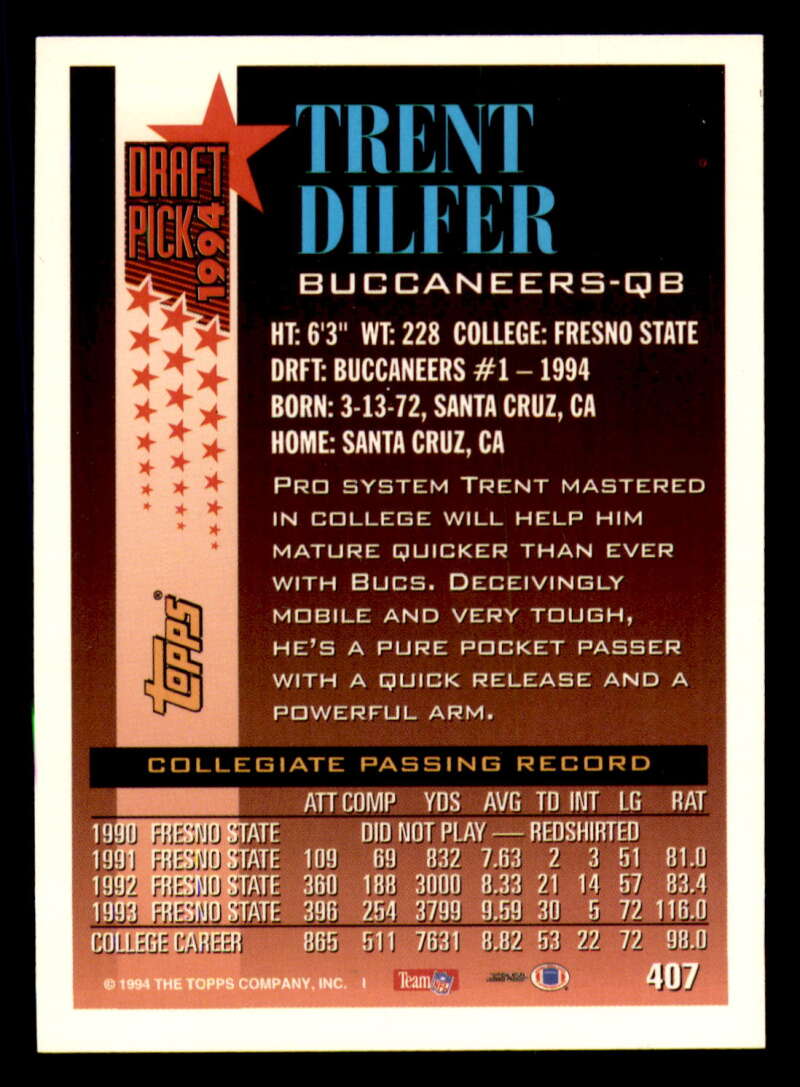 DRAFT
PICK
1994
TRENT
DILFER
BUCCANEERS-QB
HT: 6'3" WT: 228 COLLEGE: FRESNO STATE
DRFT: BUCCANEERS #1 – 1994
BORN: 3-13-72, SANTA CRUZ, CA
HOME: SANTA CRUZ, CA
PRO SYSTEM TRENT MASTERED
IN COLLEGE WILL HELP HIM
MATURE QUICKER THAN EVER
WITH BUCS. DECEIVINGLY
MOBILE AND VERY TOUGH,
HE'S A PURE POCKET PASSER
WITH A QUICK RELEASE AND A
POWERFUL ARM.
topps®
COLLEGIATE PASSING RECORD
ATT COMP YDS AVG TD INT LG RAT
1990 FRESNO STATE DID NOT PLAY — REDSHIRTED
1991 FRESNO STATE 109 69 832 7.63 2 3 51 81.0
1992 FRESNO STATE 360 188 3000 8.33 21 14 57 83.4
1993 FRESNO STATE 396 254 3799 9.59 30 5 72 116.0
COLLEGE CAREER 865 511 7631 8.82 53 22 72 98.0
© 1994 THE TOPPS COMPANY, INC. I Team NFL 407